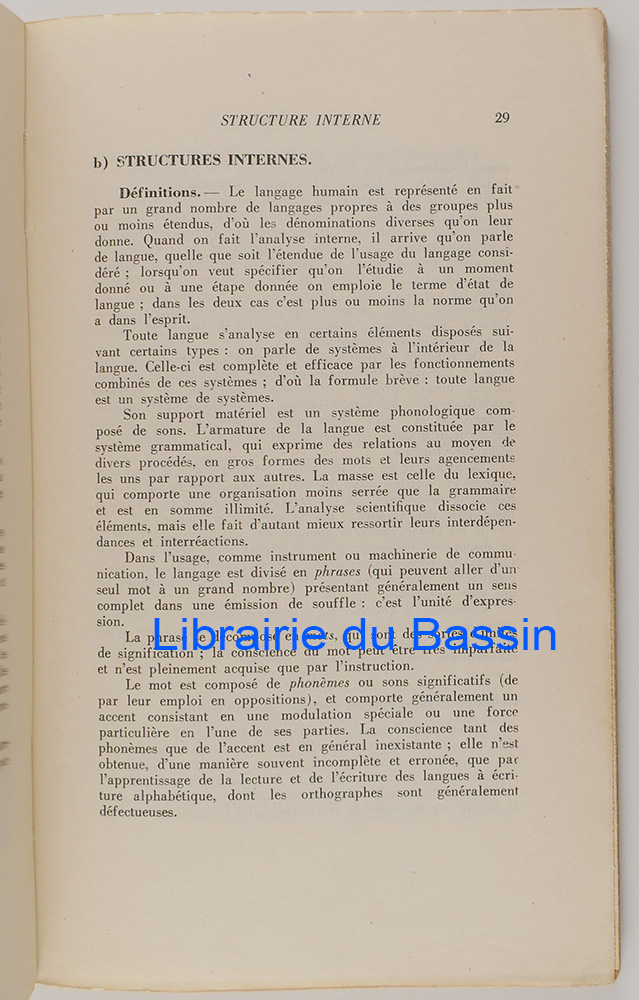 STRUCTURE INTERNE 29
b) STRUCTURES INTERNES.
Définitions. — Le langage humain est représenté en fait
par un grand nombre de langages propres à des groupes plus
ou moins étendus, d'où les dénominations diverses qu'on leur
donne. Quand on fait l'analyse interne, il arrive qu'on parle
de langue, quelle que soit l'étendue de l'usage du langage consi-
déré ; lorsqu'on veut spécifier qu'on l'étudie à un moment
donné ou à une étape donnée on emploie le terme d'état de
langue ; dans les deux cas c'est plus ou moins la norme qu'on
a dans l'esprit.
Toute langue s'analyse en certains éléments disposés sui-
vant certains types : on parle de systèmes à l'intérieur de la
langue. Celle-ci est complète et efficace par les fonctionnements
combinés de ces systèmes ; d'où la formule brève : toute langue
est un système de systèmes.
Son support matériel est un système phonologique com-
posé de sons. L'armature de la langue est constituée par le
système grammatical, qui exprime des relations au moyen de
divers procédés, en gros formes des mots et leurs agencements
les uns par rapport aux autres. La masse est celle du lexique,
qui comporte une organisation moins serrée que la grammaire
et est en somme illimité. L'analyse scientifique dissocie ces
éléments, mais elle fait d'autant mieux ressortir leurs interdépen-
dances et interréactions.
Dans l'usage, comme instrument ou machinerie de commu-
nication, le langage est divisé en phrases (qui peuvent aller d'un
seul mot à un grand nombre) présentant généralement un sens
complet dans une émission de souffle : c'est l'unité d'expres-
sion.
La phrase se décompose en mots, qui sont des sortes d'unités
de signification ; la conscience du mot peut être très imparfaite
et n'est pleinement acquise que par l'instruction.
Le mot est composé de phonèmes ou sons significatifs (de
par leur emploi en oppositions), et comporte généralement un
accent consistant en une modulation spéciale ou une force
particulière en l'une de ses parties. La conscience tant des
phonèmes que de l'accent est en général inexistante ; elle n'est
obtenue, d'une manière souvent incomplète et erronée, que par
l'apprentissage de la lecture et de l'écriture des langues à écri-
ture alphabétique, dont les orthographes sont généralement
défectueuses.
Librairie du Bassin